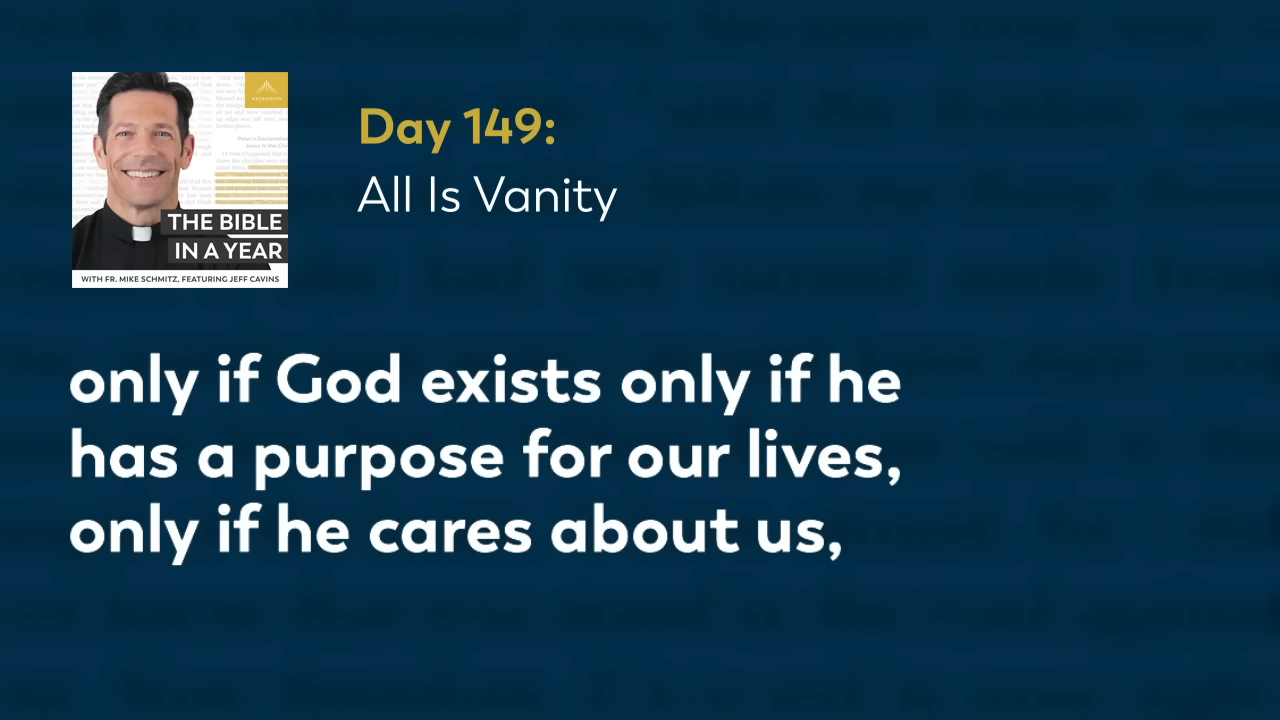 ASCENSION
THE BIBLE
IN A YEAR
WITH FR. MIKE SCHMITZ, FEATURING JEFF CAVINS
Day 149:
All Is Vanity
only if God exists only if he
has a purpose for our lives,
only if he cares about us,